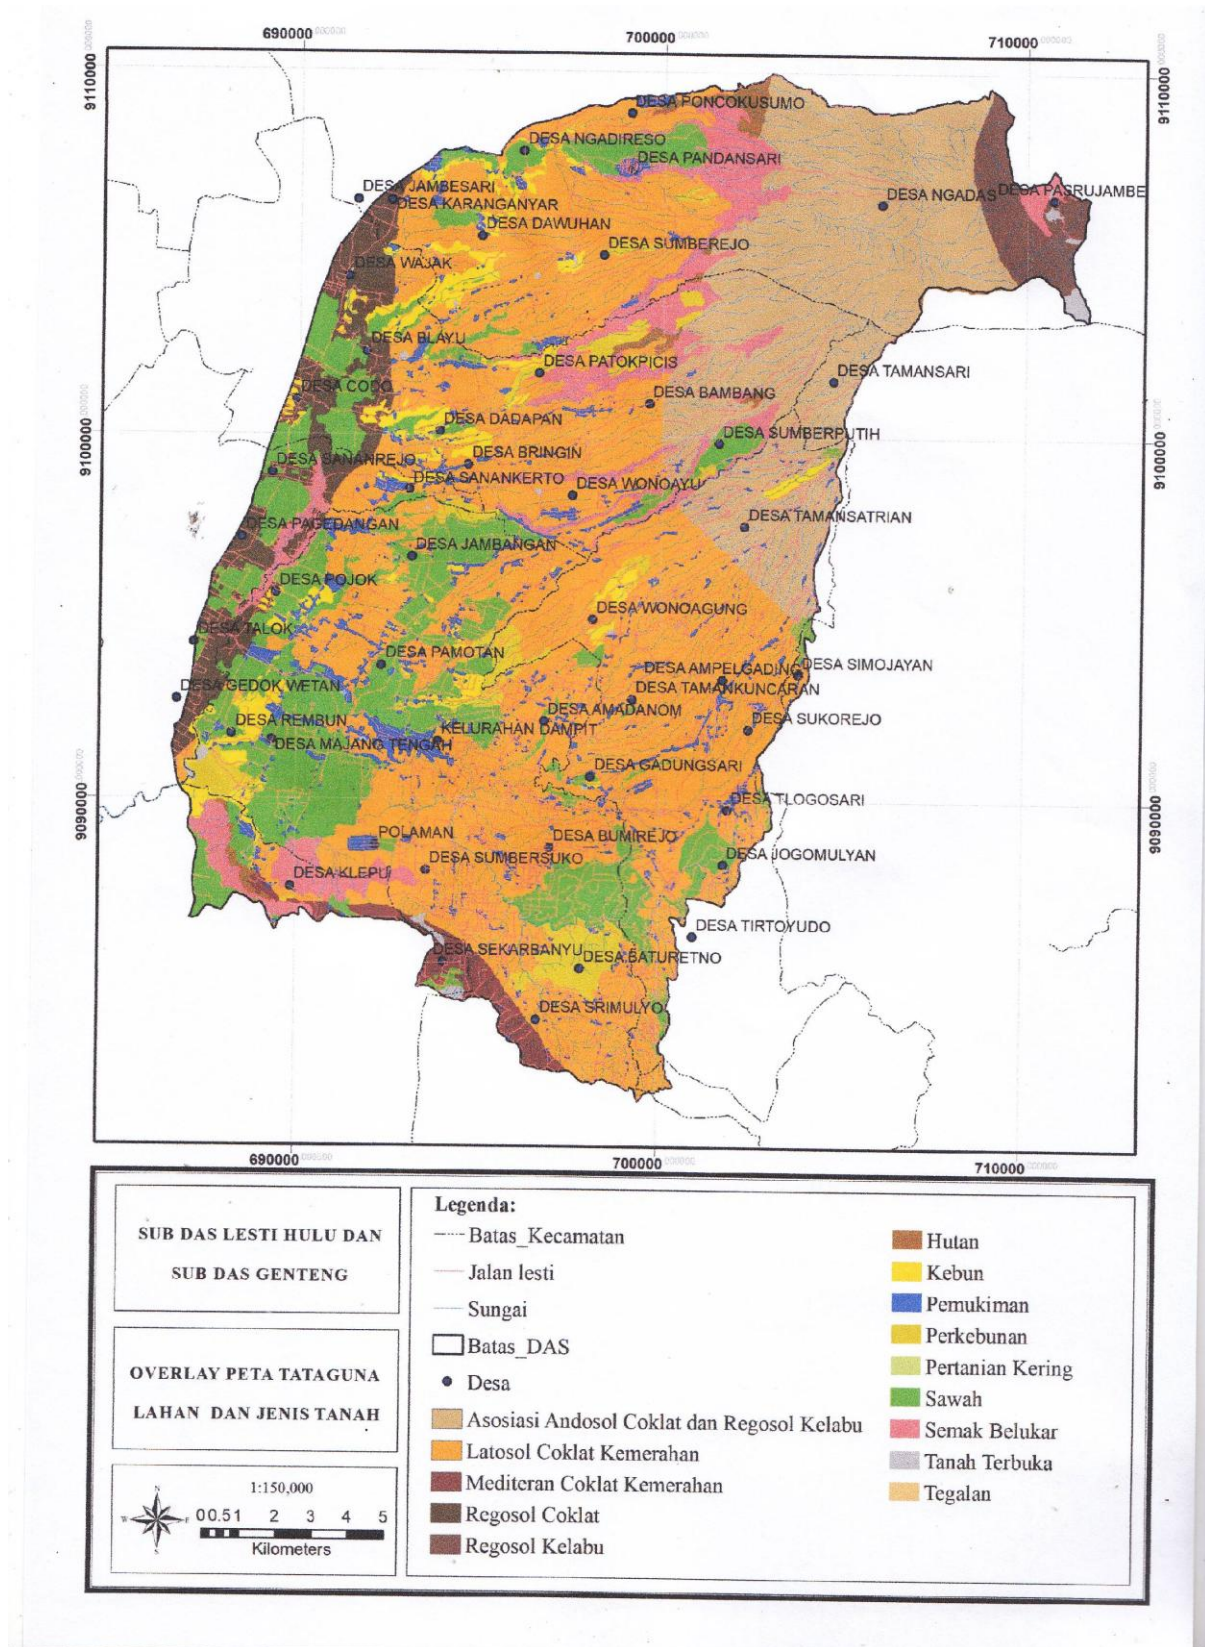 690000
700000
710000
9110000
9110000
DESA PONCOKUSUMO
DESA NGADIRESO
DESA PANDANSARI
DESA JAMBESARI
DESA KARANGANYAR
DESA NGADAS
DESA PASRUJAMBE
DESA DAWUHAN
DESA SUMBEREJO
DESA WAJAK
DESA BLAYU
DESA PATOKPICIS
DESA TAMANSARI
DESA CODO
DESA BAMBANG
9100000
9100000
DESA DADAPAN
DESA SUMBERPUTIH
DESA SANANREJO
DESA BRINGIN
DESA SANANKERTO
DESA WONOAYU
DESA PAGEDANGAN
DESA TAMANSATRIAN
DESA JAMBANGAN
DESA POJOK
DESA WONOAGUNG
DESA TALOK
DESA PAMOTAN
DESA AMPELGADING
DESA SIMOJAYAN
DESA GEDOK WETAN
DESA TAMANKUNCARAN
DESA AMADANOM
DESA REMBUN
KELURAHAN DAMPIT
DESA SUKOREJO
DESA MAJANG TENGAH
DESA GADUNGSARI
9090000
9090000
DESA TLOGOSARI
POLAMAN
DESA BUMIREJO
DESA SUMBERSUKO
DESA JOGOMULYAN
DESA KLEPU
DESA TIRTOYUDO
DESA SEKARBANYU
DESA BATURETNO
DESA SRIMULYO
690000
700000
710000
SUB DAS LESTI HULU DAN
SUB DAS GENTENG
OVERLAY PETA TATAGUNA
LAHAN DAN JENIS TANAH
N
W
E
S
1:150,000
0 0.5 1 2 3 4 5
Kilometers
Legenda:
Batas_Kecamatan
Jalan lesti
Sungai
Batas_DAS
Desa
Asosiasi Andosol Coklat dan Regosol Kelabu
Latosol Coklat Kemerahan
Mediteran Coklat Kemerahan
Regosol Coklat
Regosol Kelabu
Hutan
Kebun
Pemukiman
Perkebunan
Pertanian Kering
Sawah
Semak Belukar
Tanah Terbuka
Tegalan